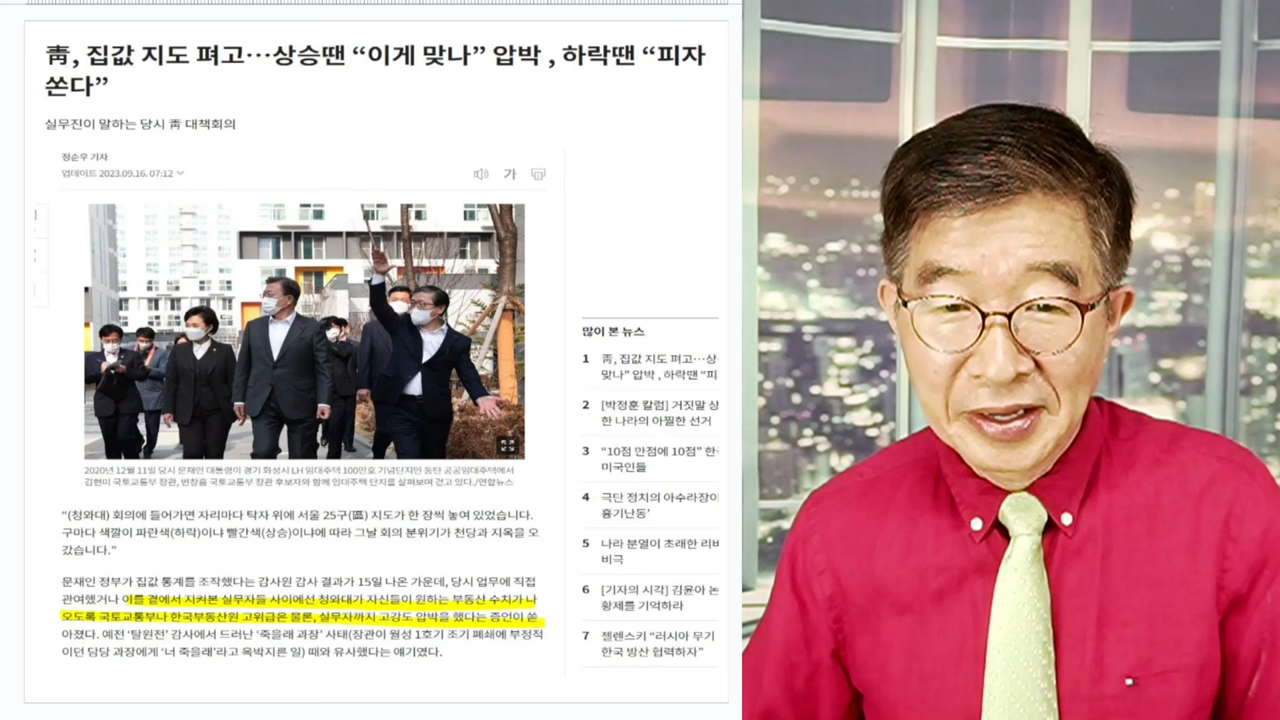 靑, 집값 지도 펴고…상승땐 “이게 맞나” 압박 , 하락땐 “피자
쏜다”
실무진이 말하는 당시 靑 대책회의
정순우 기자
업데이트 2023.09.16. 07:12
가
2020년 12월 11일 당시 문재인 대통령이 경기 화성시 LH 임대주택 100만호 기념단지인 동탄 공공임대주택에서
김현미 국토교통부 장관, 변창흠 국토교통부 장관 후보자와 함께 임대주택 단지를 살펴보며 걷고 있다./연합뉴스
“(청와대) 회의에 들어가면 자리마다 탁자 위에 서울 25구(區) 지도가 한 장씩 놓여 있었습니다.
구마다 색깔이 파란색(하락)이냐 빨간색(상승)이냐에 따라 그날 회의 분위기가 천당과 지옥을 오
갔습니다.”
문재인 정부가 집값 통계를 조작했다는 감사원 감사 결과가 15일 나온 가운데, 당시 업무에 직접
관여했거나 이를 곁에서 지켜본 실무자들 사이에선 청와대가 자신들이 원하는 부동산 수치가 나
오도록 국토교통부나 한국부동산원 고위급은 물론, 실무자까지 고강도 압박을 했다는 증언이 쏟
아졌다. 예전 ‘탈원전’ 감사에서 드러난 ‘죽을래 과장’ 사태(장관이 월성 1호기 조기 폐쇄에 부정적
이던 담당 과장에게 ‘너 죽을래’라고 윽박지른 일) 때와 유사했다는 얘기였다.
많이 본 뉴스
1 靑, 집값 지도 펴고…상
맞나” 압박 , 하락땐 “피
2 [박정훈 칼럼] 거짓말 상
한 나라의 아찔한 선거
3 “10점 만점에 10점” 한
미국인들
4 극단 정치의 아수라장이
흉기난동’
5 나라 분열이 초래한 리비
비극
6 [기자의 시각] 김윤아 논
황제를 기억하라
7 젤렌스키 “러시아 무기
한국 방산 협력하자”